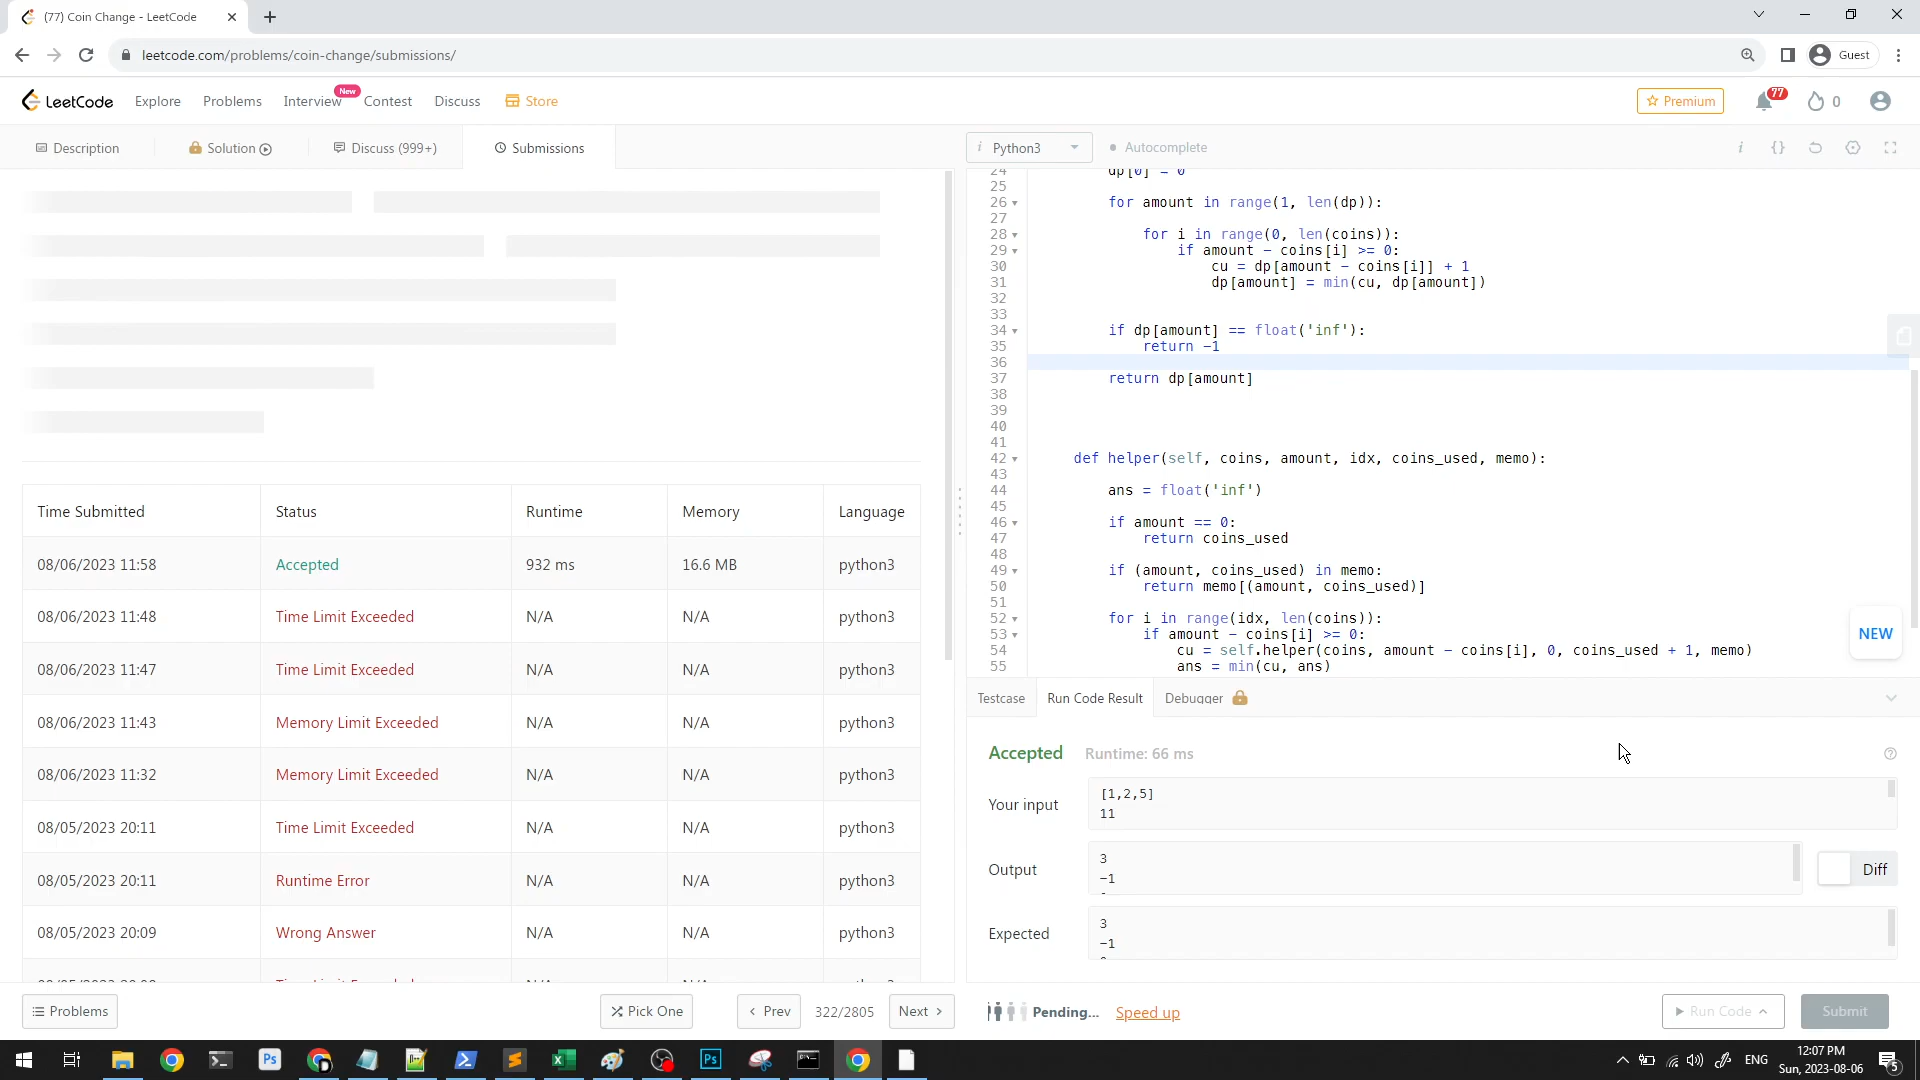 (77) Coin Change - LeetCode
leetcode.com/problems/coin-change/submissions/
Guest
LeetCode
Explore
Problems
Interview
New
Contest
Discuss
Store
Premium
77
0
Description
Solution
Discuss (999+)
Submissions
i Python3
Autocomplete
Time Submitted Status Runtime Memory Language
08/06/2023 11:58 Accepted 932 ms 16.6 MB python3
08/06/2023 11:48 Time Limit Exceeded N/A N/A python3
08/06/2023 11:47 Time Limit Exceeded N/A N/A python3
08/06/2023 11:43 Memory Limit Exceeded N/A N/A python3
08/06/2023 11:32 Memory Limit Exceeded N/A N/A python3
08/05/2023 20:11 Time Limit Exceeded N/A N/A python3
08/05/2023 20:11 Runtime Error N/A N/A python3
08/05/2023 20:09 Wrong Answer N/A N/A python3
24 dp[0] = 0
25
26 for amount in range(1, len(dp)):
27
28 for i in range(0, len(coins)):
29 if amount - coins[i] >= 0:
30 cu = dp[amount - coins[i]] + 1
31 dp[amount] = min(cu, dp[amount])
32
33
34 if dp[amount] == float('inf'):
35 return -1
36
37 return dp[amount]
38
39
40
41
42 def helper(self, coins, amount, idx, coins_used, memo):
43
44 ans = float('inf')
45
46 if amount == 0:
47 return coins_used
48
49 if (amount, coins_used) in memo:
50 return memo[(amount, coins_used)]
51
52 for i in range(idx, len(coins)):
53 if amount - coins[i] >= 0:
54 cu = self.helper(coins, amount - coins[i], 0, coins_used + 1, memo)
55 ans = min(cu, ans)
NEW
Testcase
Run Code Result
Debugger
Accepted
Runtime: 66 ms
Your input
[1,2,5]
11
Output
3
-1
Diff
Expected
3
-1
Problems
Pick One
Prev
322/2805
Next
Pending...
Speed up
Run Code
Submit
ENG
12:07 PM
Sun, 2023-08-06
5